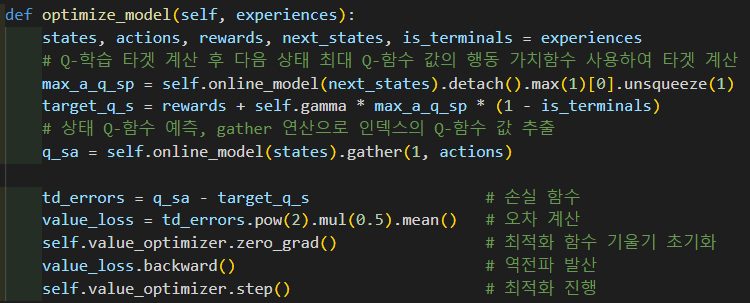 def optimize_model(self, experiences):
    states, actions, rewards, next_states, is_terminals = experiences
    # Q-학습 타겟 계산 후 다음 상태 최대 Q-함수 값의 행동 가치함수 사용하여 타겟 계산
    max_a_q_sp = self.online_model(next_states).detach().max(1)[0].unsqueeze(1)
    target_q_s = rewards + self.gamma * max_a_q_sp * (1 - is_terminals)
    # 상태 Q-함수 예측, gather 연산으로 인덱스의 Q-함수 값 추출
    q_sa = self.online_model(states).gather(1, actions)

    td_errors = q_sa - target_q_s                        # 손실 함수
    value_loss = td_errors.pow(2).mul(0.5).mean()   # 오차 계산
    self.value_optimizer.zero_grad()                   # 최적화 함수 기울기 초기화
    value_loss.backward()                               # 역전파 발산
    self.value_optimizer.step()                         # 최적화 진행